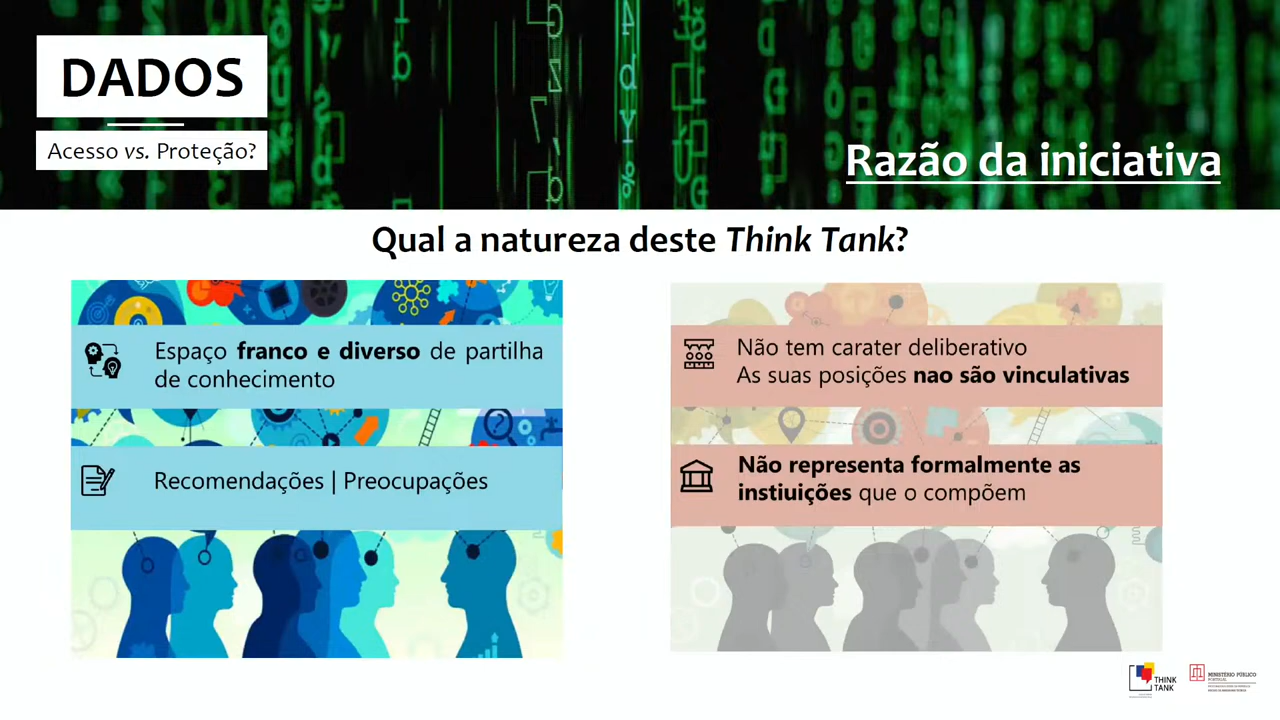 DADOS
Acesso vs. Proteção?
Razão da iniciativa
Qual a natureza deste Think Tank?
Espaço franco e diverso de partilha
de conhecimento
Recomendações | Preocupações
Não tem carater deliberativo
As suas posições nao são vinculativas
Não representa formalmente as
instiuições que o compõem
THINK
TANK
MINISTÉRIO PÚBLICO
PORTUGAL